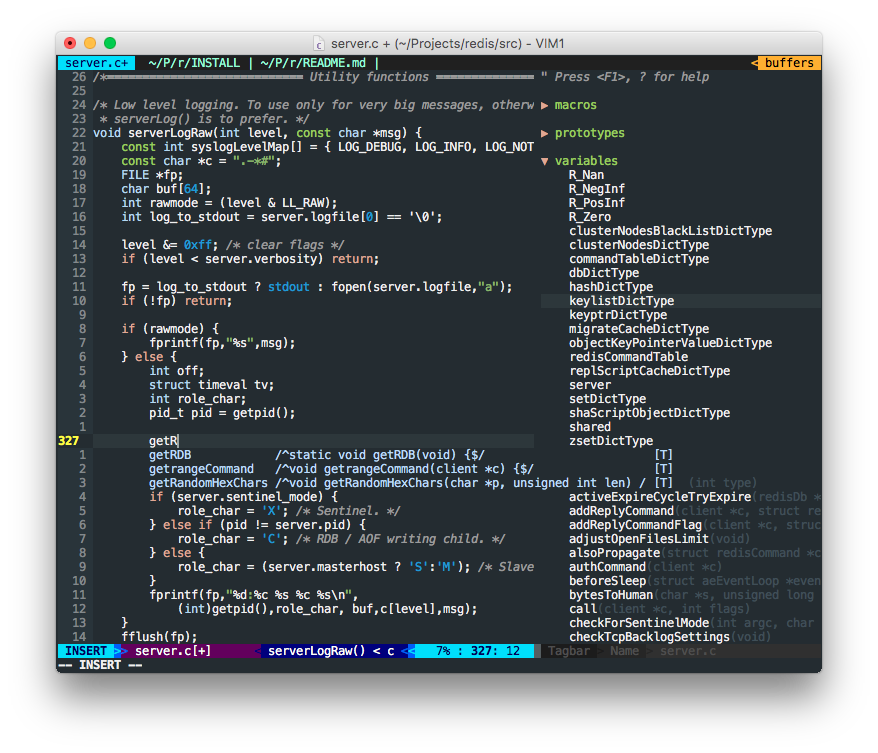 server.c + (~/Projects/redis/src) - VIM1
server.c+  ~/P/r/INSTALL | ~/P/r/README.md |  < buffers
26 /*════════════════════════════ Utility functions ══════════════
25
24 /* Low level logging. To use only for very big messages, otherw
23  * serverLog() is to prefer. */
22 void serverLogRaw(int level, const char *msg) {
21     const int syslogLevelMap[] = { LOG_DEBUG, LOG_INFO, LOG_NOT
20     const char *c = ".-*#";
19     FILE *fp;
18     char buf[64];
17     int rawmode = (level & LL_RAW);
16     int log_to_stdout = server.logfile[0] == '\0';
15
14     level &= 0xff; /* clear flags */
13     if (level < server.verbosity) return;
12
11     fp = log_to_stdout ? stdout : fopen(server.logfile,"a");
10     if (!fp) return;
9
8     if (rawmode) {
7         fprintf(fp,"%s",msg);
6     } else {
5         int off;
4         struct timeval tv;
3         int role_char;
2         pid_t pid = getpid();
1
327         getR
1         getRDB            /^static void getRDB(void) {$/                         [T]
2         getrangeCommand   /^void getrangeCommand(client *c) {$/                  [T]
3         getRandomHexChars /^void getRandomHexChars(char *p, unsigned int len) /  [T]
4         if (server.sentinel_mode) {
5             role_char = 'X'; /* Sentinel. */
6         } else if (pid != server.pid) {
7             role_char = 'C'; /* RDB / AOF writing child. */
8         } else {
9             role_char = (server.masterhost ? 'S':'M'); /* Slave
10         }
11         fprintf(fp,"%d:%c %s %c %s\n",
12             (int)getpid(),role_char, buf,c[level],msg);
13     }
14     fflush(fp);
" Press <F1>, ? for help
▶ macros
▶ prototypes
▼ variables
R_Nan
R_NegInf
R_PosInf
R_Zero
clusterNodesBlackListDictType
clusterNodesDictType
commandTableDictType
dbDictType
hashDictType
keylistDictType
keyptrDictType
migrateCacheDictType
objectKeyPointerValueDictType
redisCommandTable
replScriptCacheDictType
server
setDictType
shaScriptObjectDictType
shared
zsetDictType
(int type)
activeExpireCycleTryExpire(redisDb *
addReplyCommand(client *c, struct re
addReplyCommandFlag(client *c, struc
adjustOpenFilesLimit(void)
alsoPropagate(struct redisCommand *c
authCommand(client *c)
beforeSleep(struct aeEventLoop *even
bytesToHuman(char *s, unsigned long
call(client *c, int flags)
checkForSentinelMode(int argc, char
checkTcpBacklogSettings(void)
INSERT >> server.c[+]  < serverLogRaw() < c <<  7% : 327: 12  Tagbar  Name  server.c
-- INSERT --